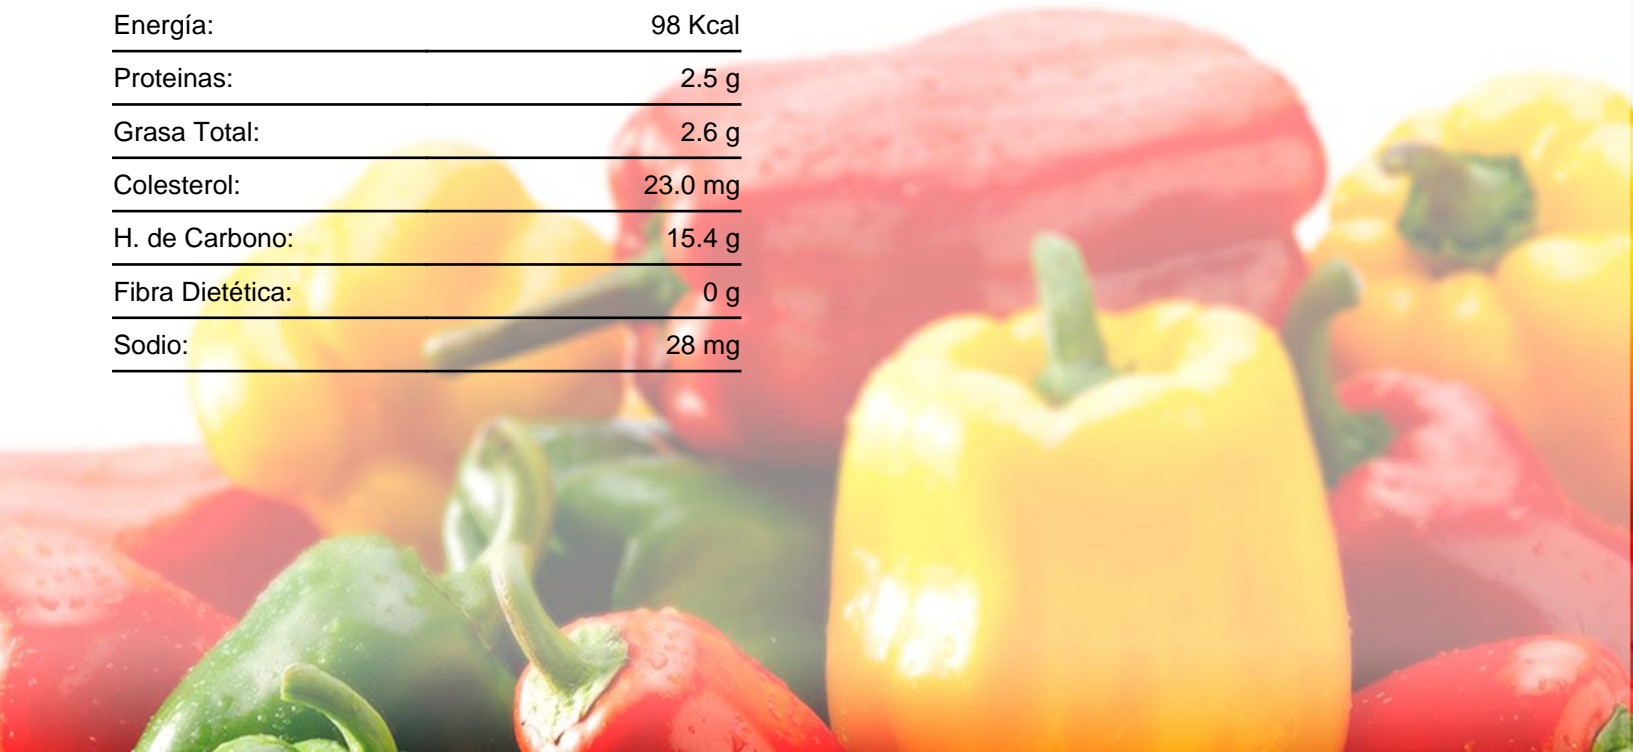 Energía: 98 Kcal
Proteinas: 2.5 g
Grasa Total: 2.6 g
Colesterol: 23.0 mg
H. de Carbono: 15.4 g
Fibra Dietética: 0 g
Sodio: 28 mg